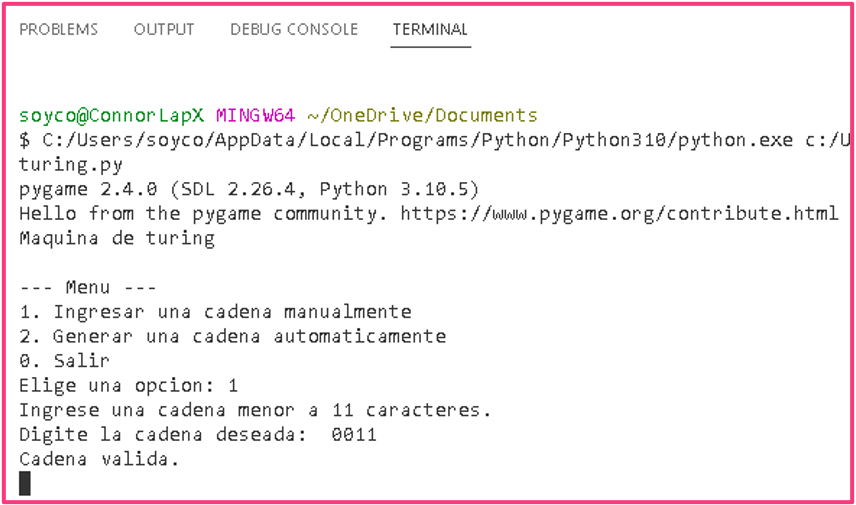 PROBLEMS OUTPUT DEBUG CONSOLE TERMINAL
soyco@ConnorLapX MINGW64 ~/OneDrive/Documents
$ C:/Users/soyco/AppData/Local/Programs/Python/Python310/python.exe c:/U
turing.py
pygame 2.4.0 (SDL 2.26.4, Python 3.10.5)
Hello from the pygame community. https://www.pygame.org/contribute.html
Maquina de turing
--- Menu ---
1. Ingresar una cadena manualmente
2. Generar una cadena automaticamente
0. Salir
Elige una opcion: 1
Ingrese una cadena menor a 11 caracteres.
Digite la cadena deseada:  0011
Cadena valida.